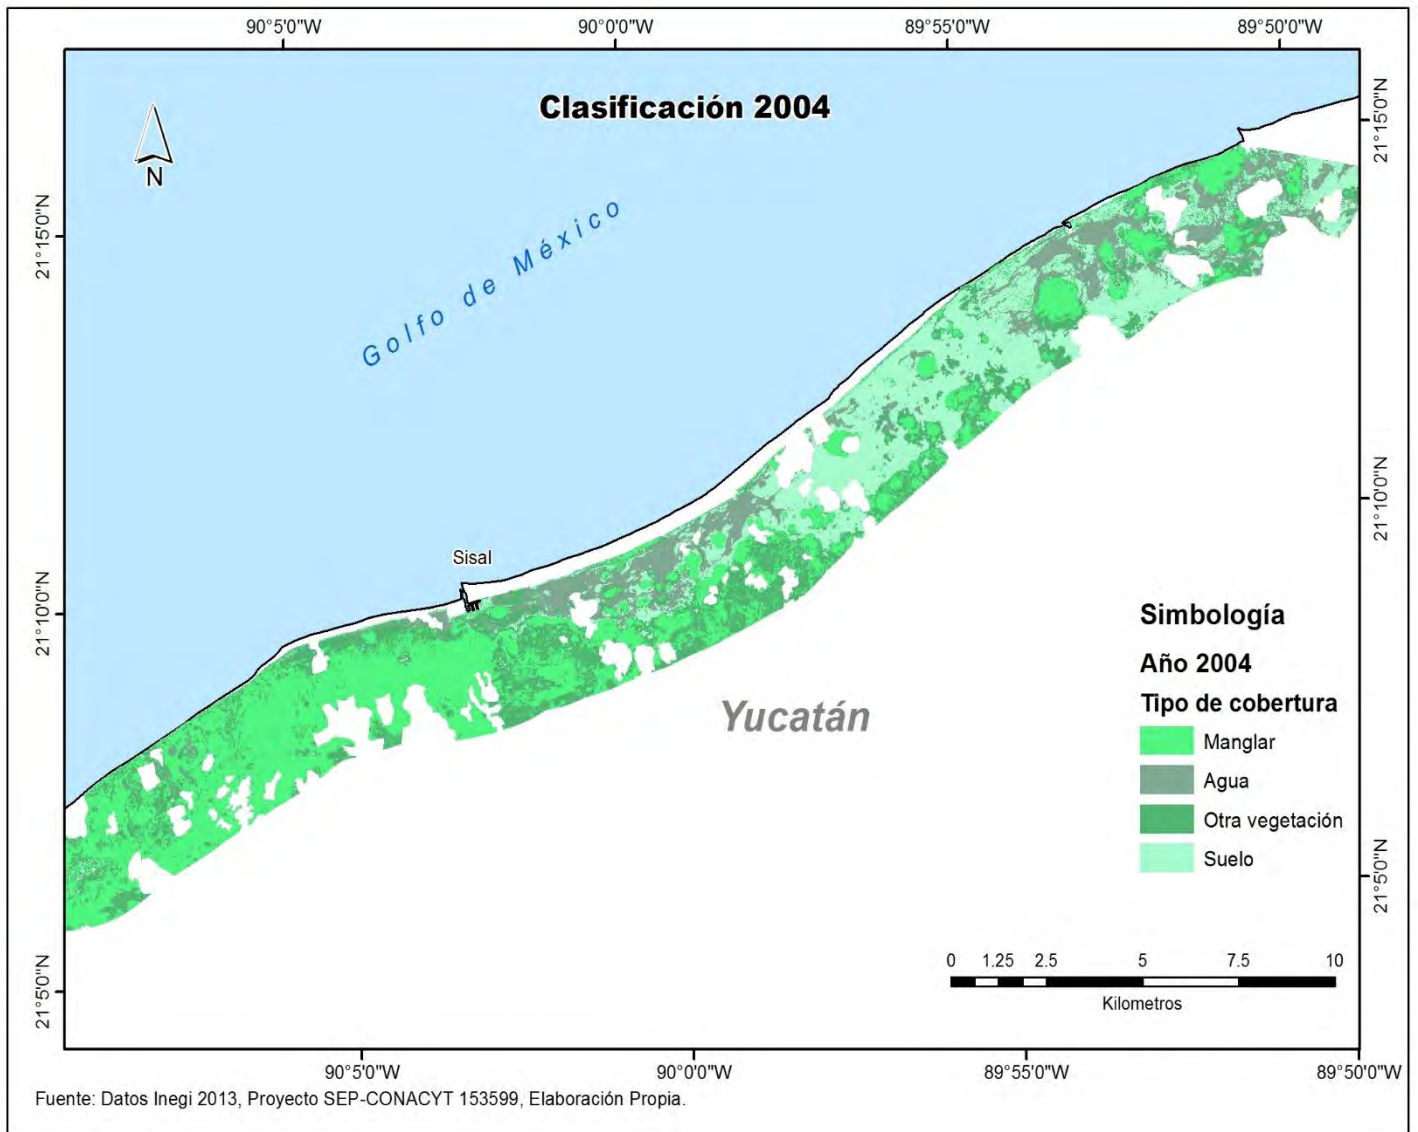 90°5'0"W 90°0'0"W 89°55'0"W 89°50'0"W
Clasificación 2004
N
21°15'0"N
21°15'0"N
Golfo de México
21°10'0"N
Sisal
21°10'0"N
Simbología
Año 2004
Tipo de cobertura
Yucatán
Manglar
Agua
Otra vegetación
Suelo
21°5'0"N
0 1.25 2.5 5 7.5 10
Kilometros
21°5'0"N
90°5'0"W 90°0'0"W 89°55'0"W 89°50'0"W
Fuente: Datos Inegi 2013, Proyecto SEP-CONACYT 153599, Elaboración Propia.